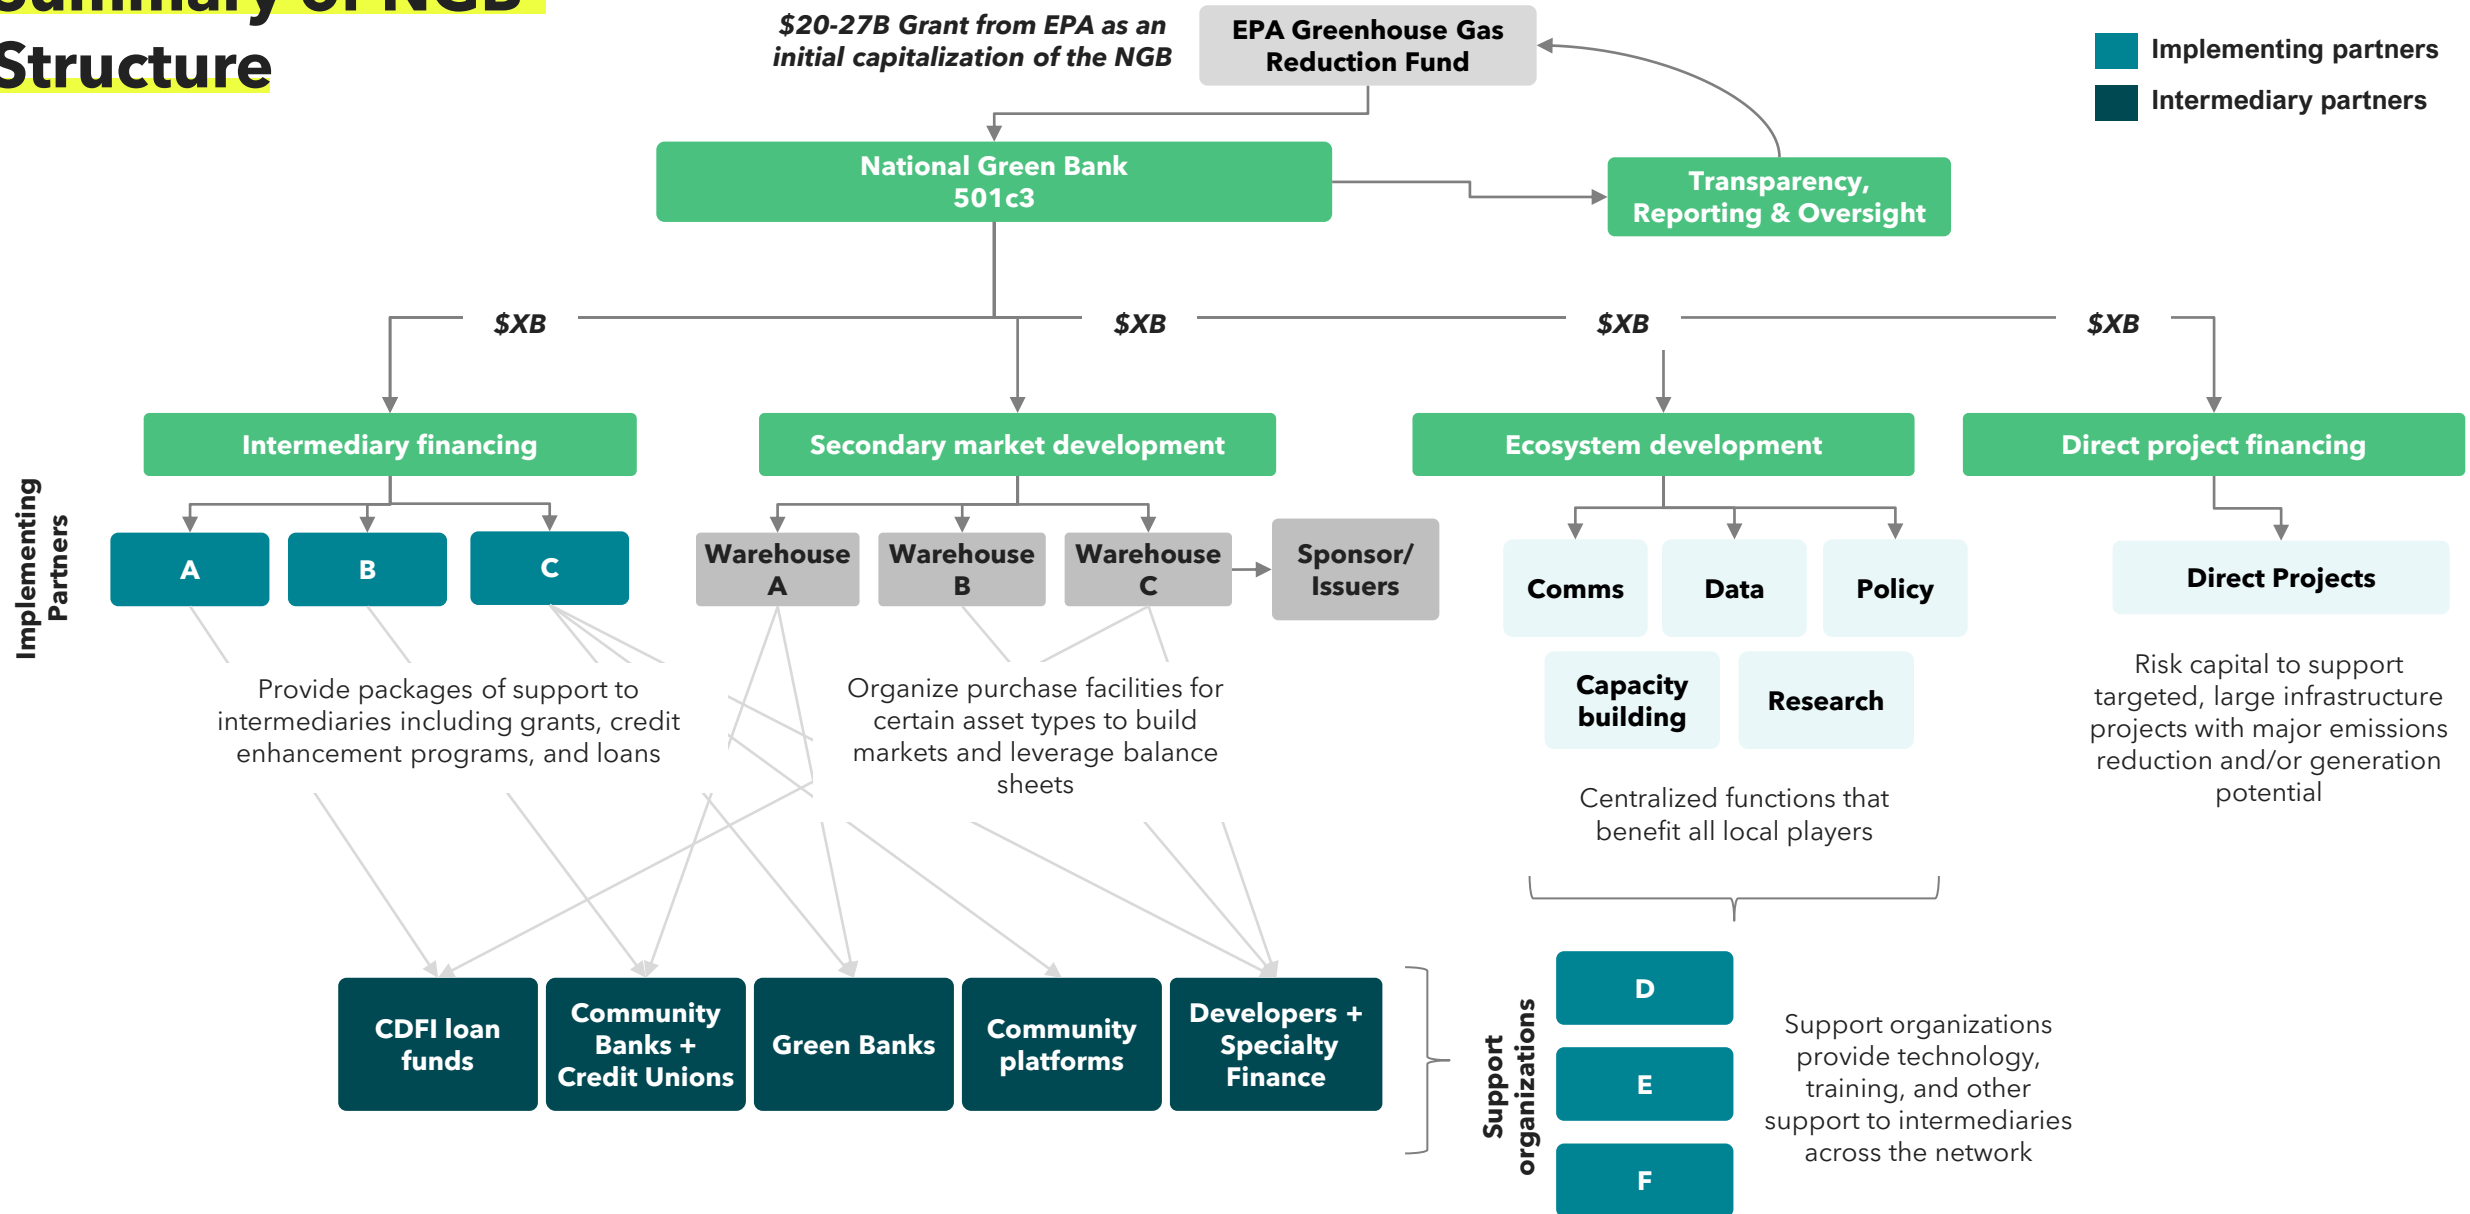 Summary of NGB
Structure
$20-27B Grant from EPA as an
initial capitalization of the NGB
EPA Greenhouse Gas
Reduction Fund
Implementing partners
Intermediary partners
National Green Bank
501c3
Transparency,
Reporting & Oversight
$XB
$XB
$XB
$XB
Intermediary financing
Secondary market development
Ecosystem development
Direct project financing
Implementing
Partners
A
B
C
Warehouse
A
Warehouse
B
Warehouse
C
Sponsor/
Issuers
Comms
Data
Policy
Capacity
building
Research
Direct Projects
Provide packages of support to
intermediaries including grants, credit
enhancement programs, and loans
Organize purchase facilities for
certain asset types to build
markets and leverage balance
sheets
Centralized functions that
benefit all local players
Risk capital to support
targeted, large infrastructure
projects with major emissions
reduction and/or generation
potential
CDFI loan
funds
Community
Banks +
Credit Unions
Green Banks
Community
platforms
Developers +
Specialty
Finance
Support
organizations
D
E
F
Support organizations
provide technology,
training, and other
support to intermediaries
across the network